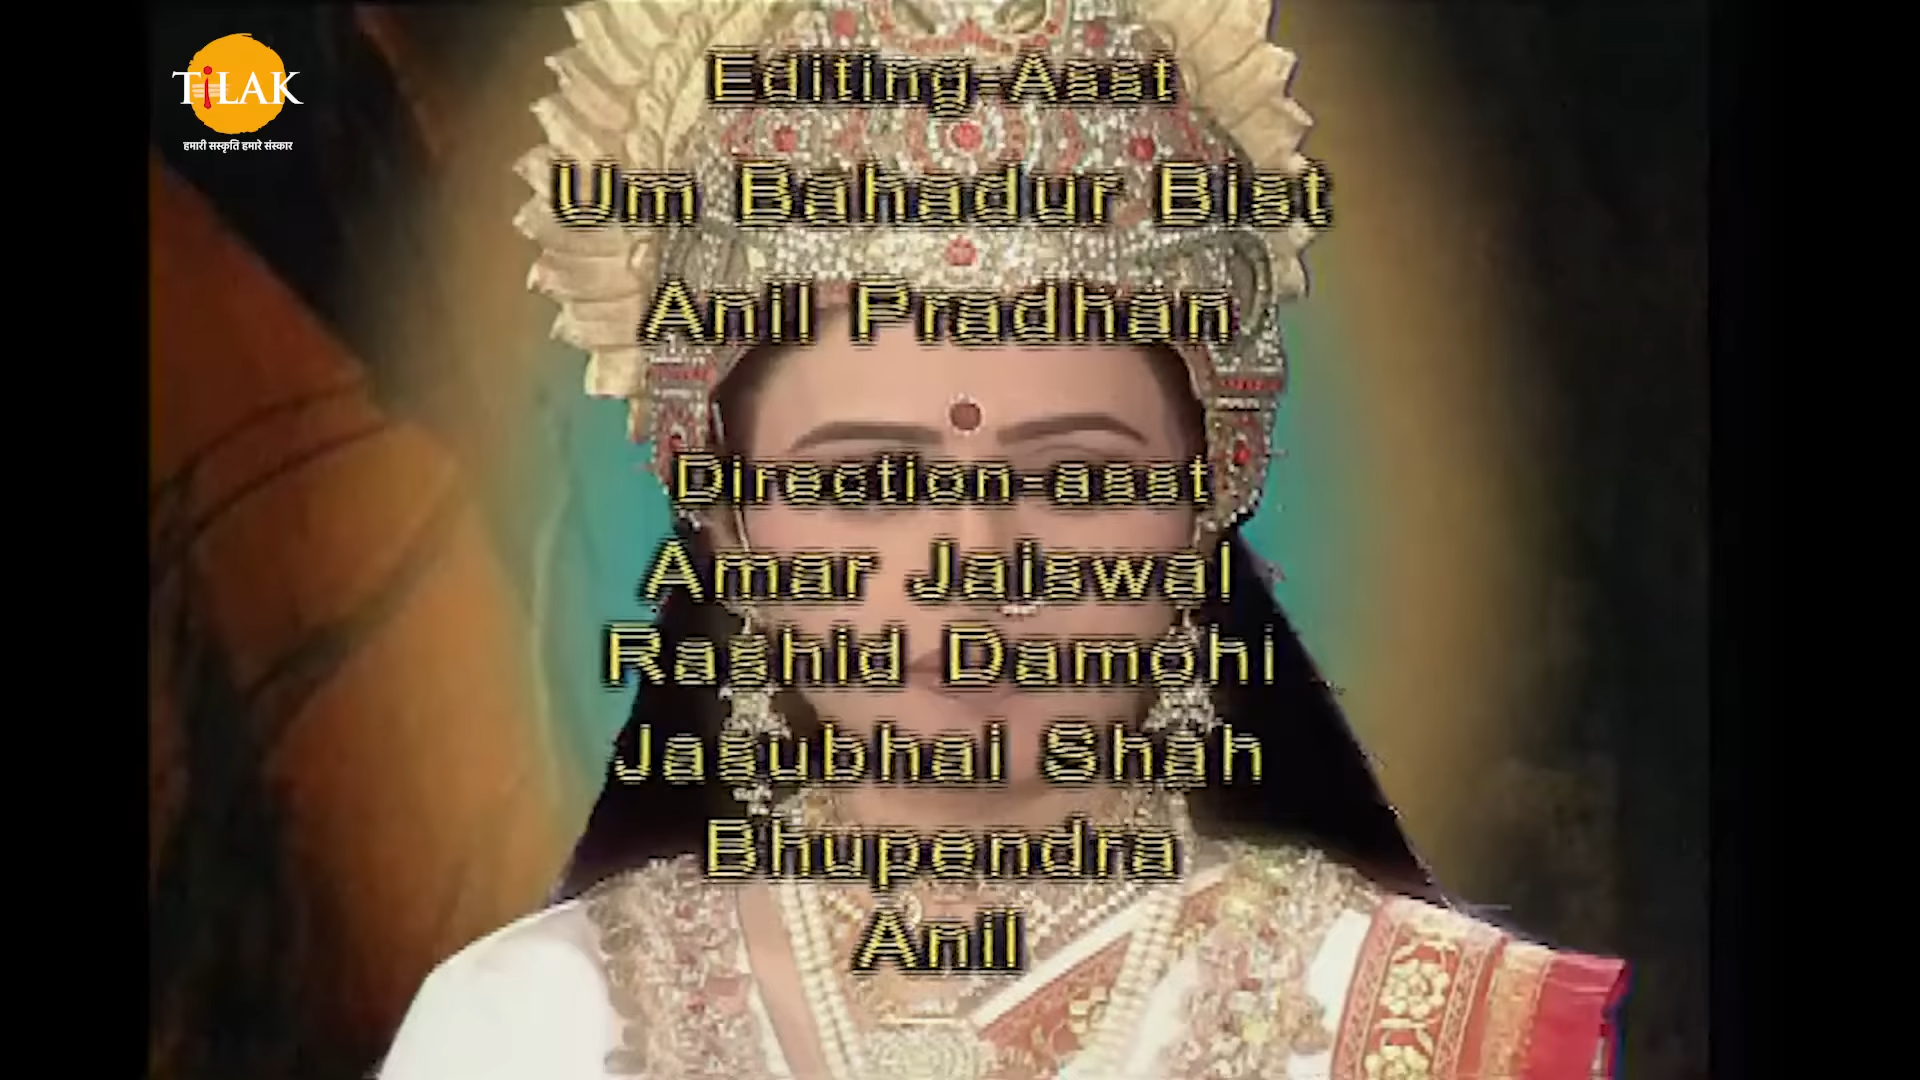 TiLAK
हमारी संस्कृति हमारे संस्कार
Editing-Asst
Um Bahadur Bist
Anil Pradhan
Direction-asst
Amar Jaiswal
Rashid Damohi
Jasubhai Shah
Bhupendra
Anil